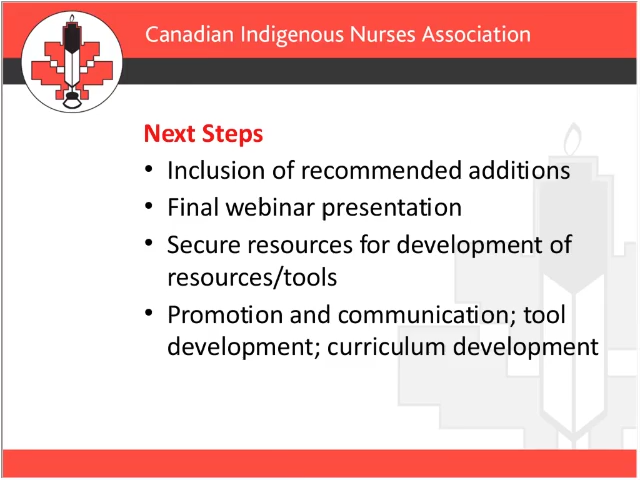 Canadian Indigenous Nurses Association
Next Steps
• Inclusion of recommended additions
• Final webinar presentation
• Secure resources for development of
resources/tools
• Promotion and communication; tool
development; curriculum development